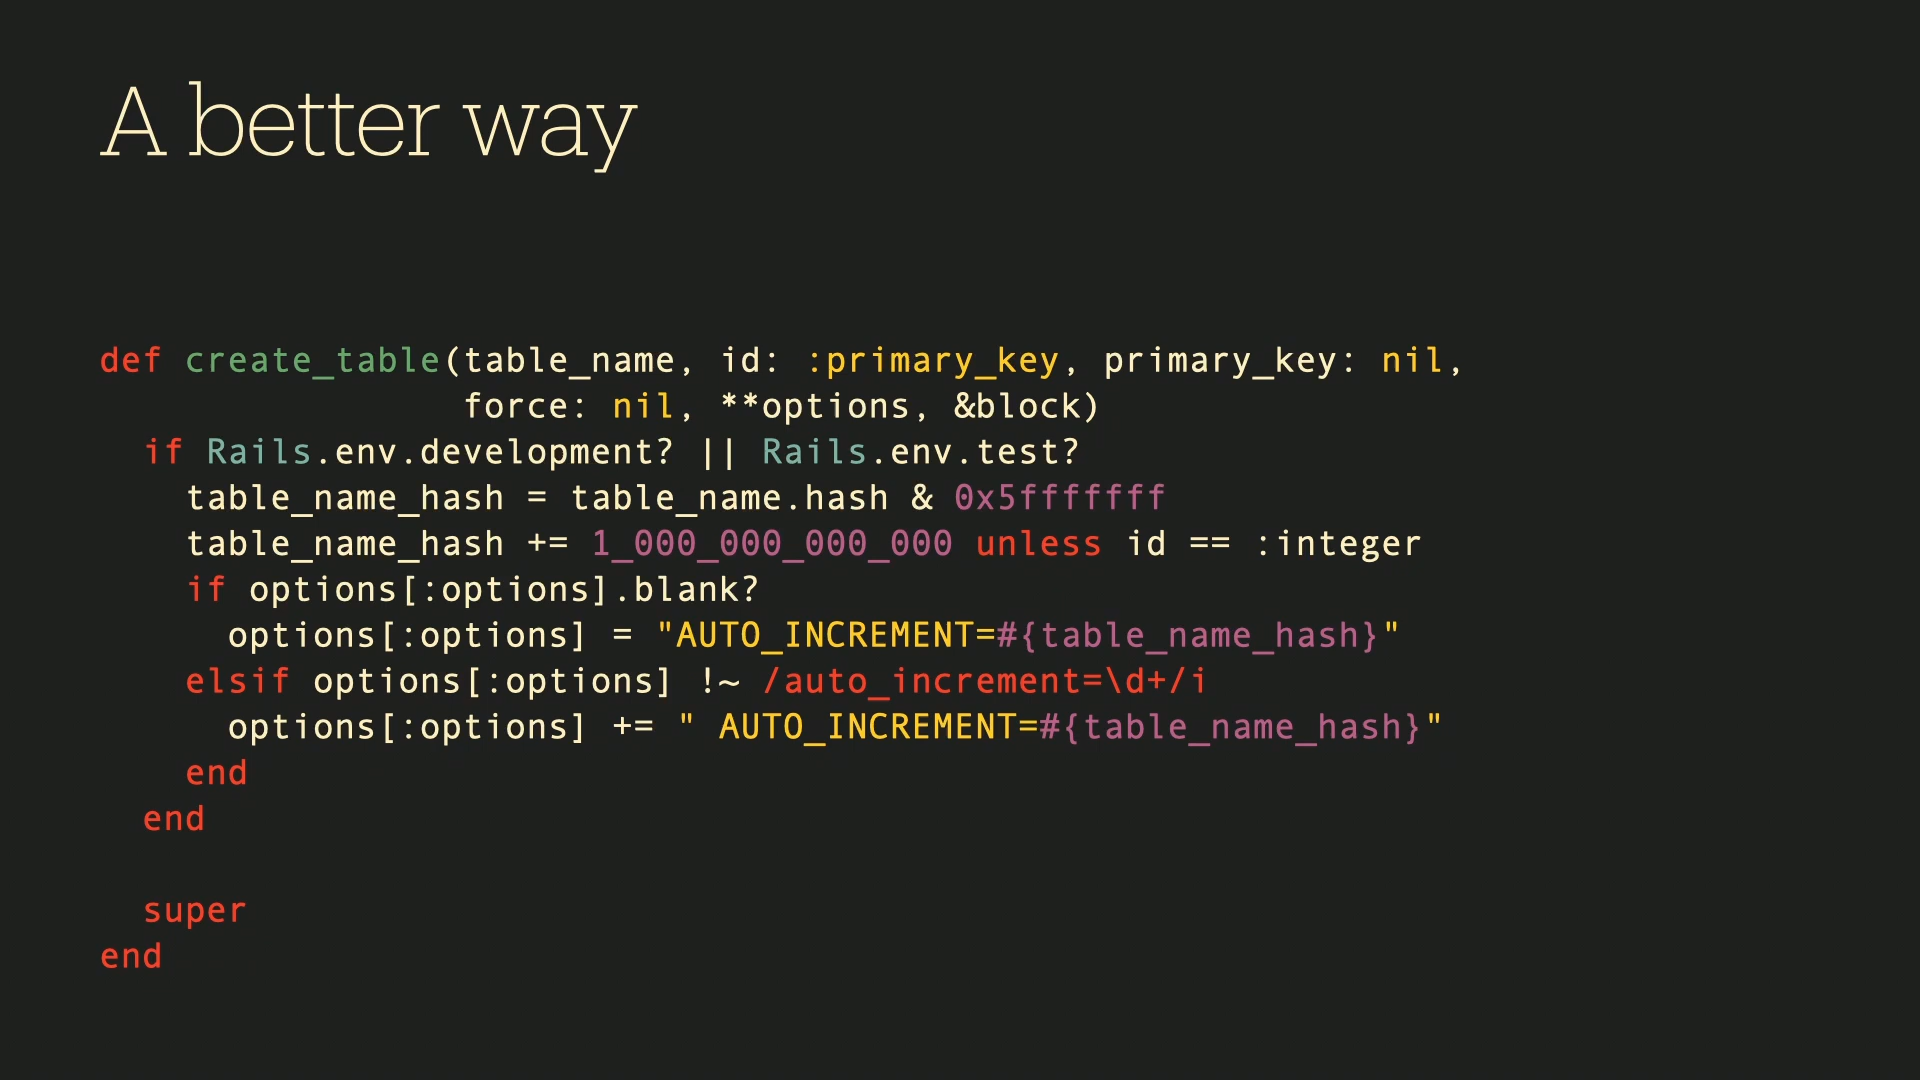 A better way
def create_table(table_name, id: :primary_key, primary_key: nil,
                 force: nil, **options, &block)
  if Rails.env.development? || Rails.env.test?
    table_name_hash = table_name.hash & 0x5fffffff
    table_name_hash += 1_000_000_000_000 unless id == :integer
    if options[:options].blank?
      options[:options] = "AUTO_INCREMENT=#{table_name_hash}"
    elsif options[:options] !~ /auto_increment=\d+/i
      options[:options] += " AUTO_INCREMENT=#{table_name_hash}"
    end
  end
  super
end